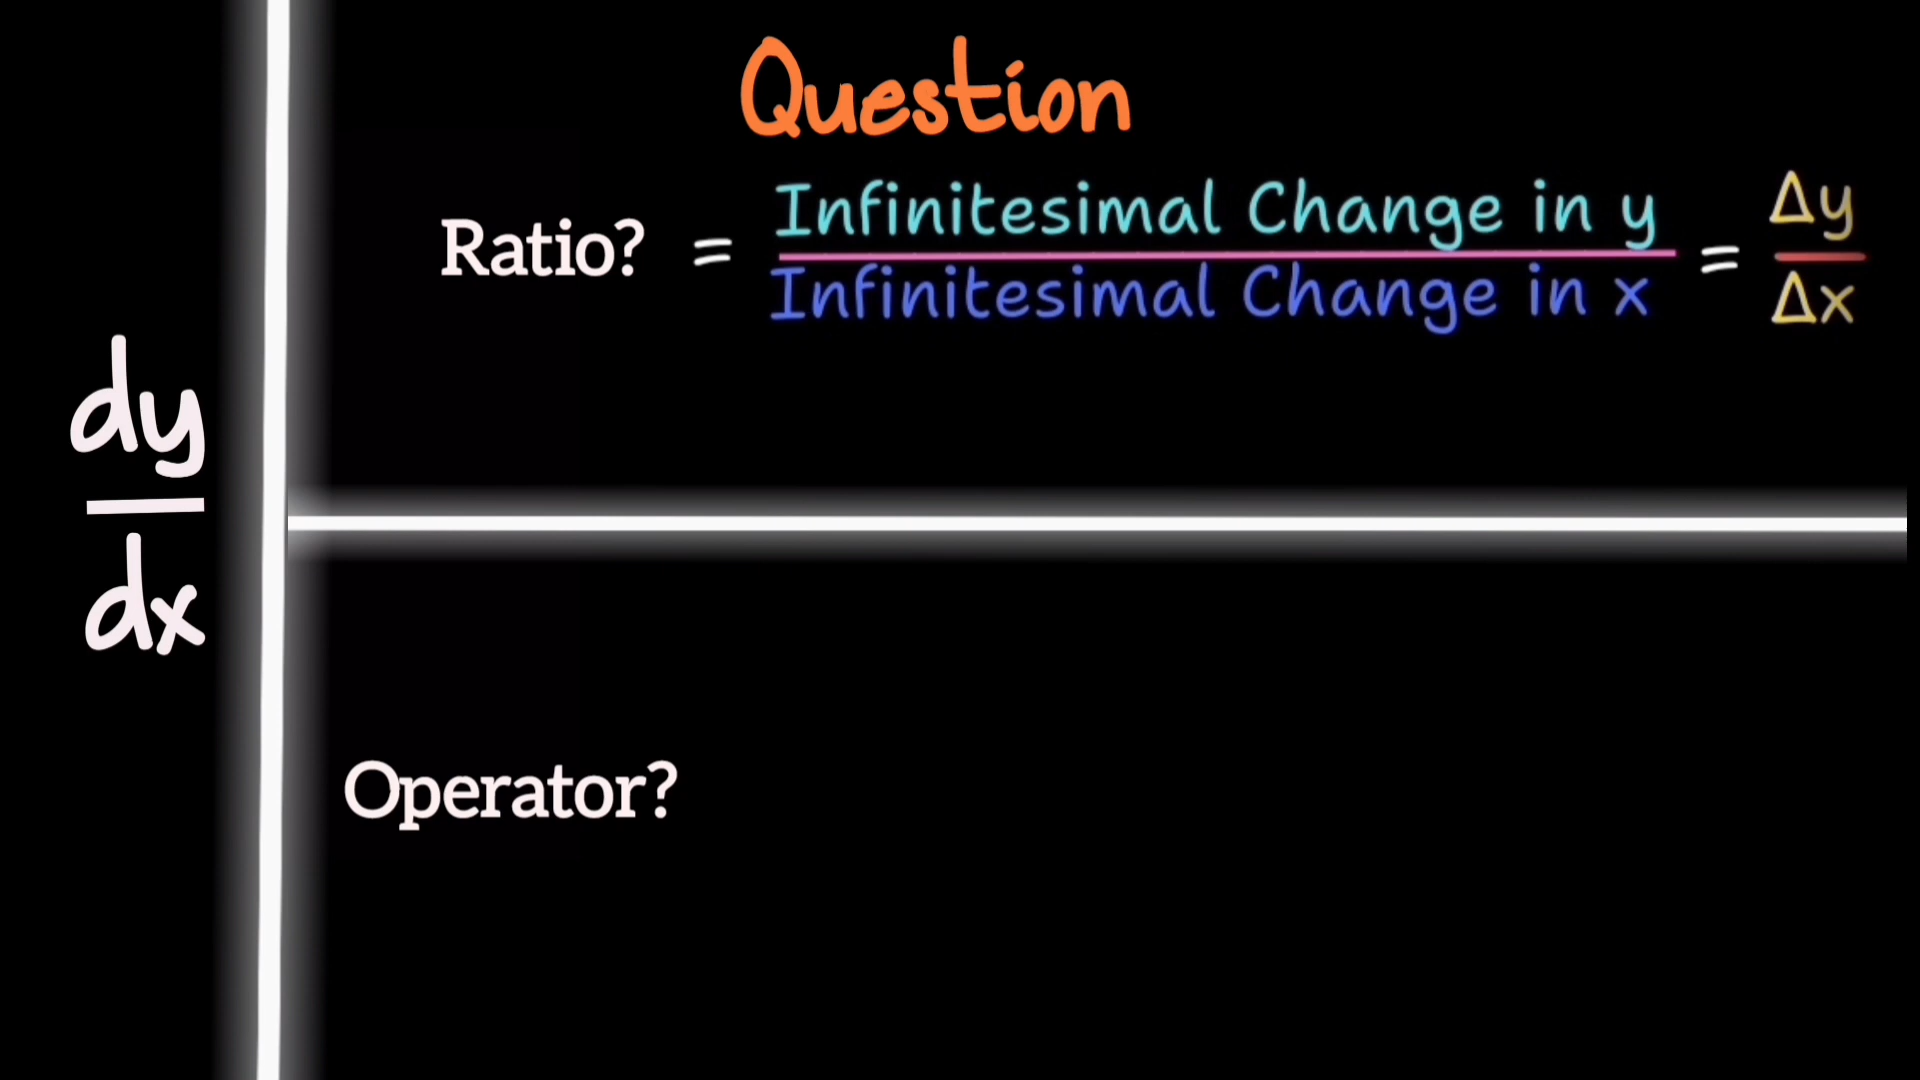 Question
Ratio? = Infinitesimal Change in y / Infinitesimal Change in x = Δy / Δx
dy
dx
Operator?